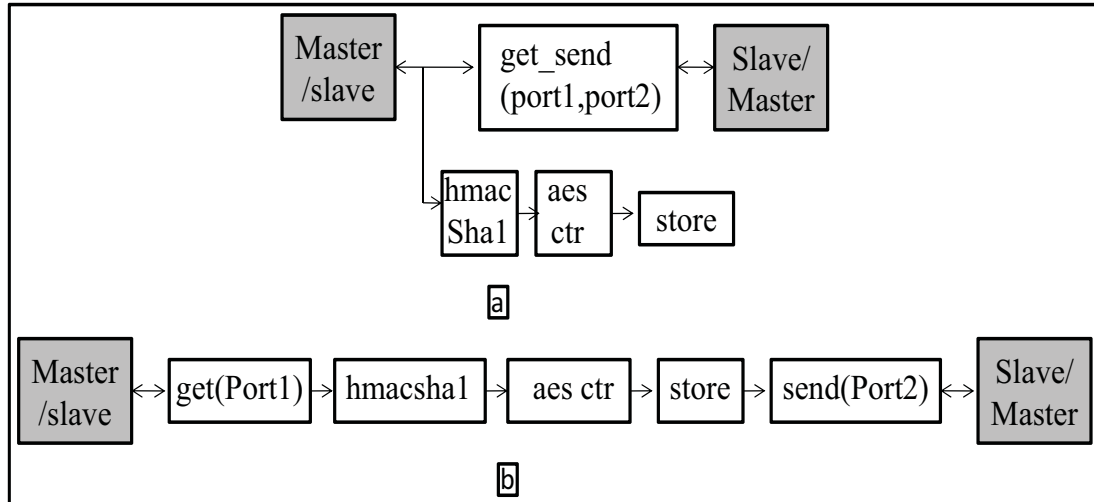 Master
/slave
get_send
(port1,port2)
Slave/
Master
hmac
Sha1
aes
ctr
store
a
Master
/slave
get(Port1)
hmacsha1
aes ctr
store
send(Port2)
Slave/
Master
b